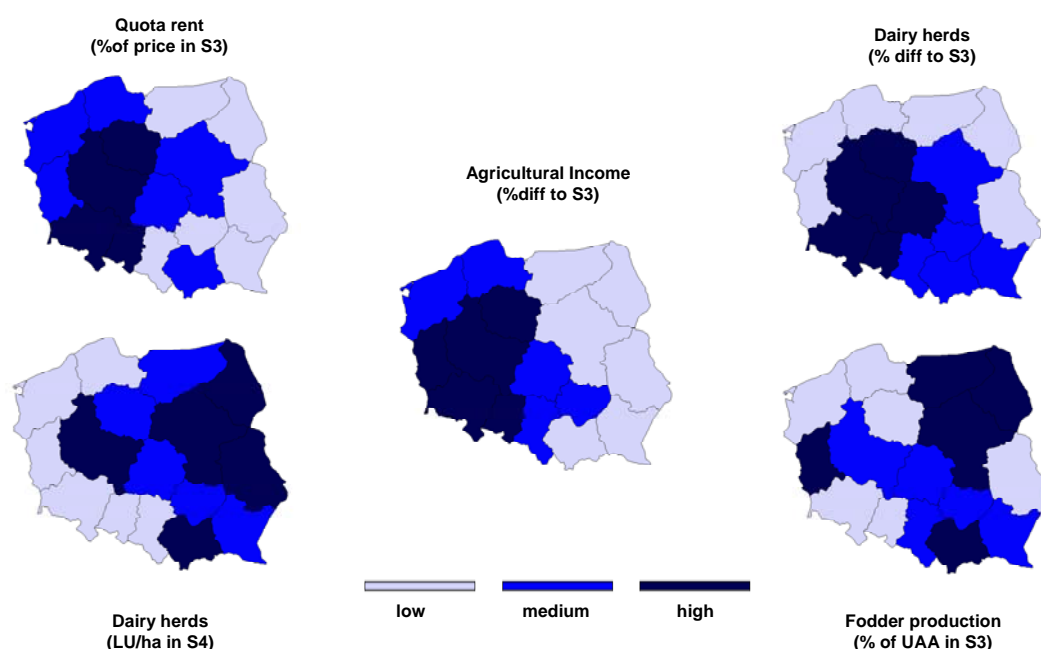 Quota rent
(%of price in S3)
Dairy herds
(% diff to S3)
Agricultural Income
(%diff to S3)
low
medium
high
Dairy herds
(LU/ha in S4)
Fodder production
(% of UAA in S3)